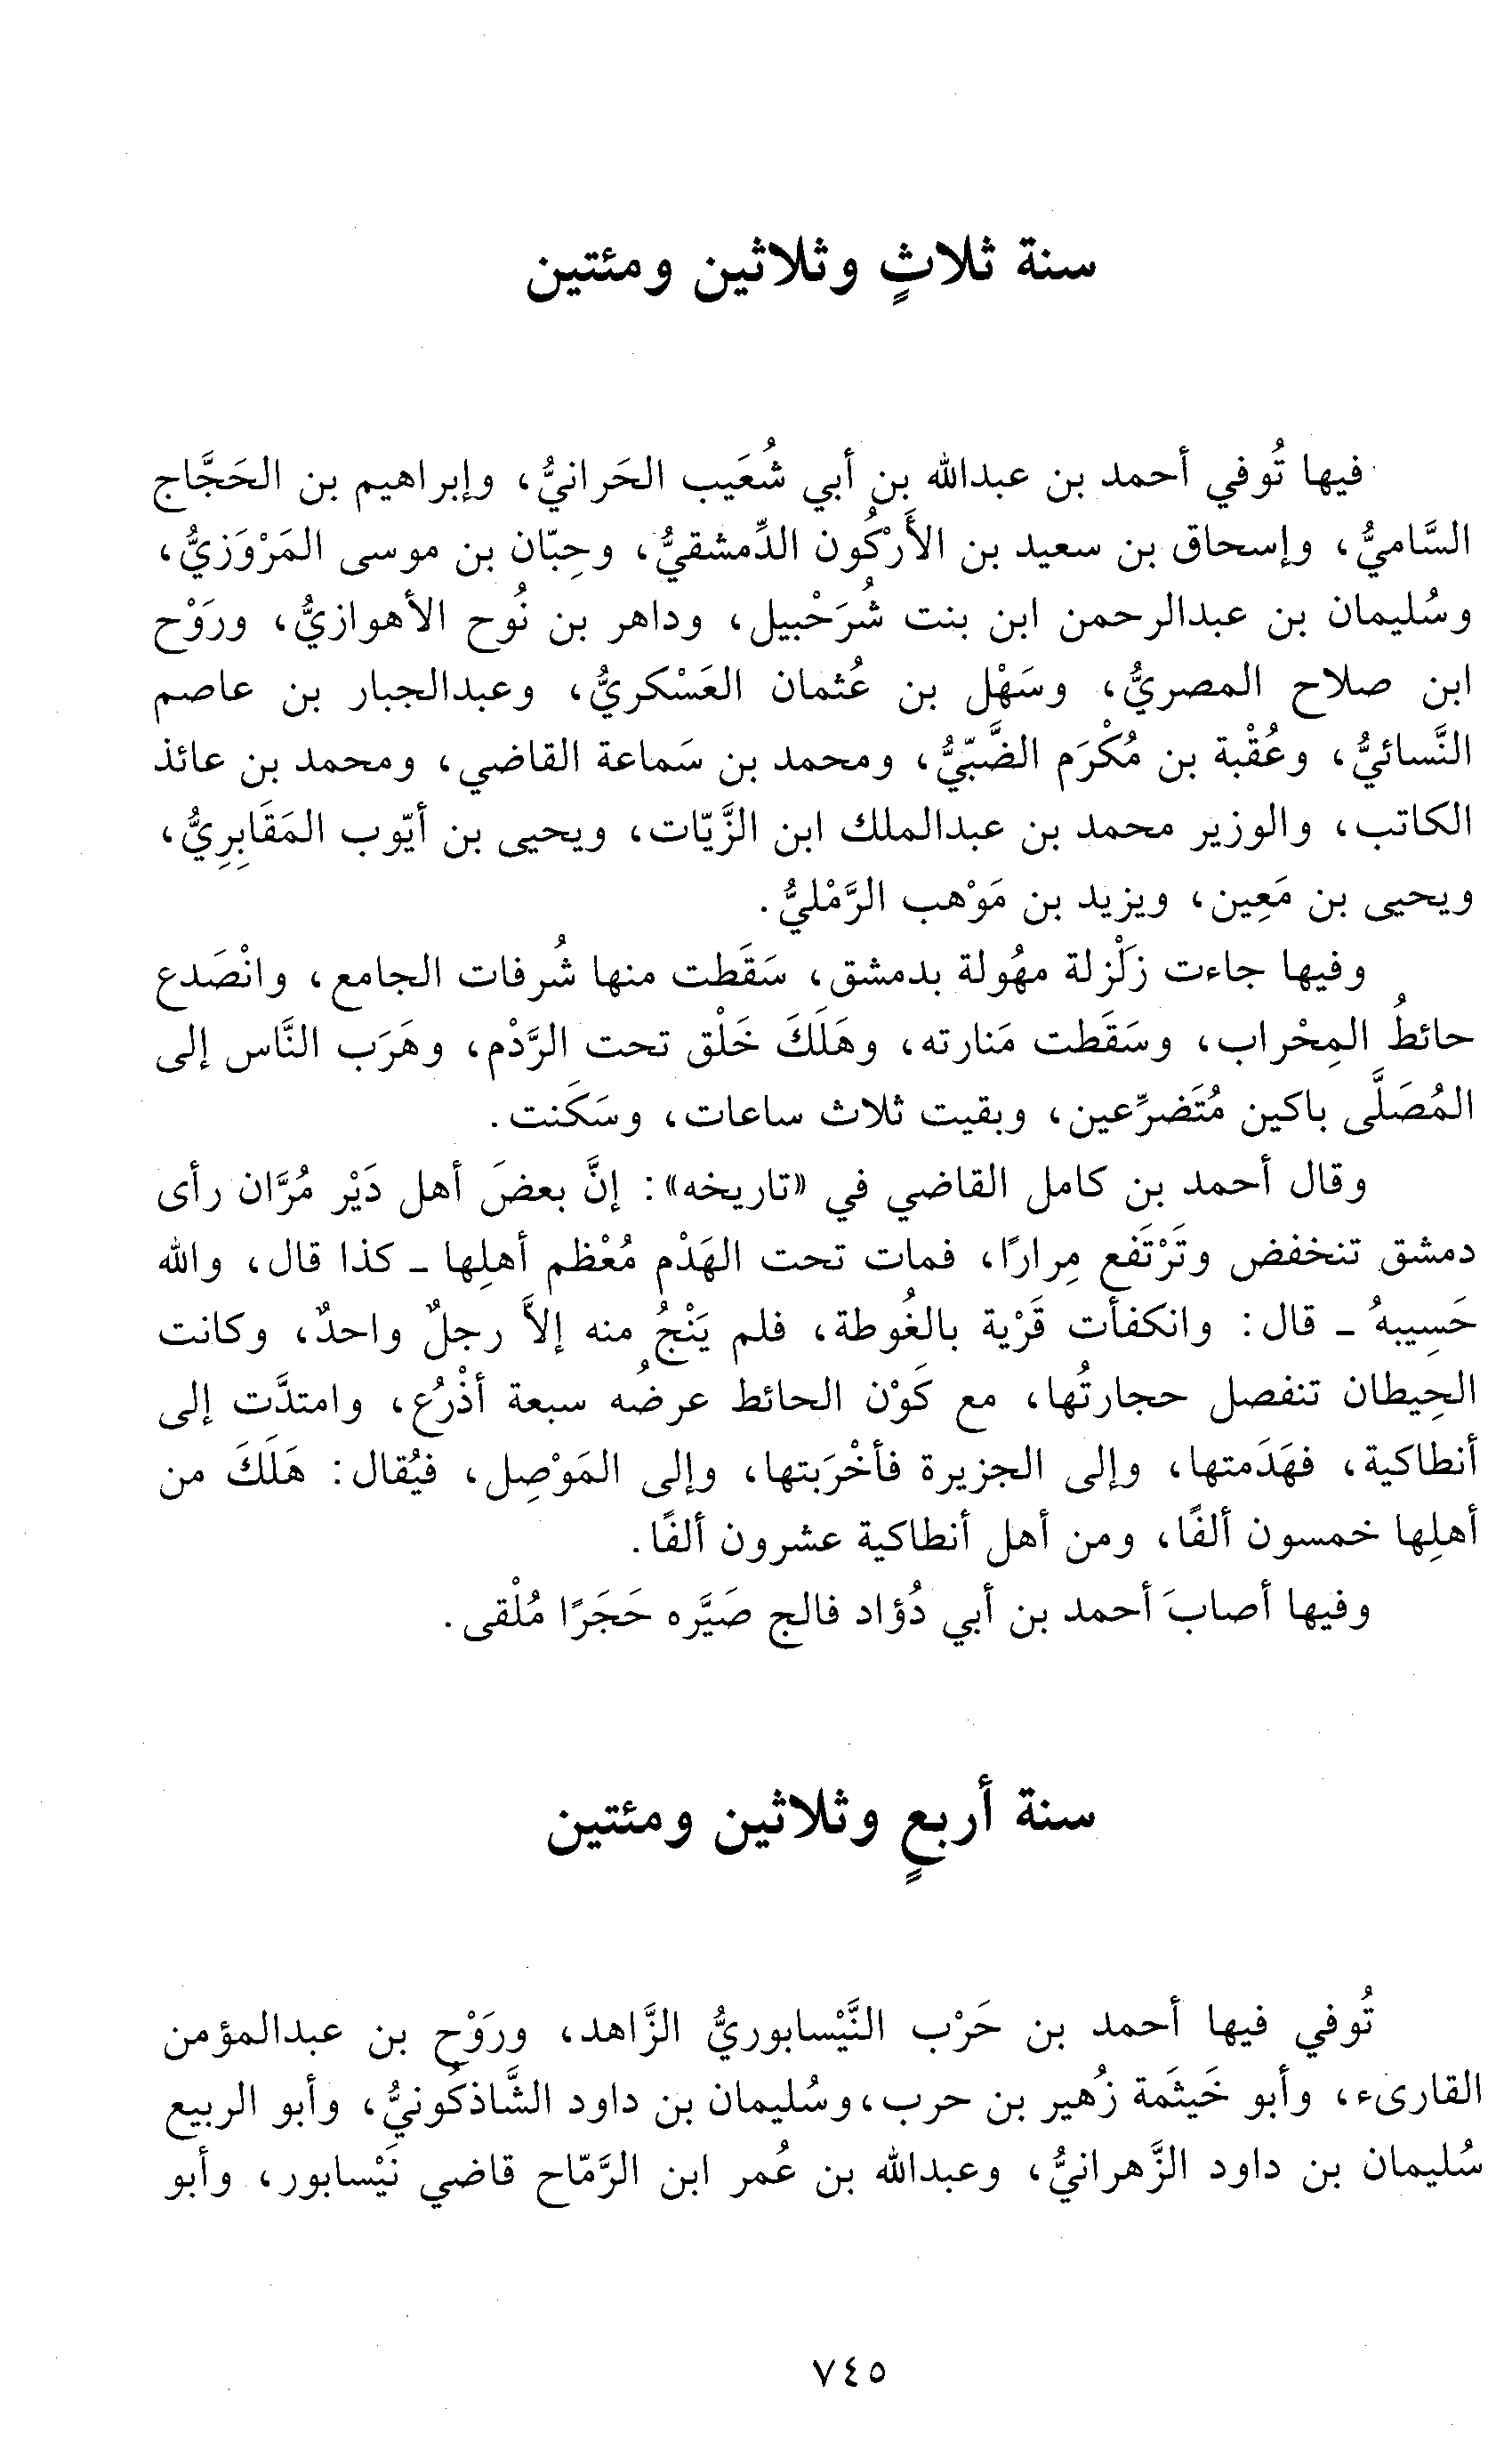 سنة ثلاثٍ وثلاثين ومئتين
فيها تُوفي أحمد بن عبدالله بن أبي شُعَيب الحَرانيُّ، وإبراهيم بن الحَجَّاج
السَّاميُّ، وإسحاق بن سعيد بن الأَرْكُون الدِّمشقيُّ، وحِبّان بن موسى المَرْوَزيُّ،
وسُليمان بن عبدالرحمن ابن بنت شُرَحْبيل، وداهر بن نُوح الأهوازيُّ، ورَوْح
ابن صلاح المصريُّ، وسَهْل بن عُثمان العَسْكريُّ، وعبدالجبار بن عاصم
النَّسائيُّ، وعُقْبة بن مُكْرَم الضَّبّيُّ، ومحمد بن سَماعة القاضي، ومحمد بن عائذ
الكاتب، والوزير محمد بن عبدالملك ابن الزَّيّات، ويحيى بن أيّوب المَقَابِرِيُّ،
ويحيى بن مَعِين، ويزيد بن مَوْهب الرَّمْليُّ.
وفيها جاءت زَلْزلة مهُولة بدمشق، سَقَطت منها شُرفات الجامع، وانْصَدع
حائطُ المِحْراب، وسَقَطت مَنارته، وهَلَكَ خَلْق تحت الرَّدْم، وهَرَب النَّاس إلى
المُصَلَّى باكين مُتَضرِّعين، وبقيت ثلاث ساعات، وسَكَنت.
وقال أحمد بن كامل القاضي في «تاريخه»: إنَّ بعضَ أهل دَيْر مُرَّان رأى
دمشق تنخفض وتَرْتَفع مِرارًا، فمات تحت الهَدْم مُعْظم أهلِها - كذا قال، والله
حَسِيبهُ - قال: وانكفأت قَرْية بالغُوطة، فلم يَنْجُ منه إلاَّ رجلٌ واحدٌ، وكانت
الحِيطان تنفصل حجارتُها، مع كَوْن الحائط عرضُه سبعة أذْرُع، وامتدَّت إلى
أنطاكية، فهَدَمتها، وإلى الجزيرة فأخْرَبتها، وإلى المَوْصِل، فيُقال: هَلَكَ من
أهلِها خمسون ألفًا، ومن أهل أنطاكية عشرون ألفًا.
وفيها أصابَ أحمد بن أبي دُؤاد فالج صَيَّره حَجَرًا مُلْقى.
سنة أربعٍ وثلاثين ومئتين
تُوفي فيها أحمد بن حَرْب النَّيْسابوريُّ الزَّاهد، ورَوْح بن عبدالمؤمن
القارىء، وأبو خَيثَمة زُهير بن حرب، وسُليمان بن داود الشَّاذكُونيُّ، وأبو الربيع
سُليمان بن داود الزَّهرانيُّ، وعبدالله بن عُمر ابن الرَّمّاح قاضي نَيْسابور، وأبو
٧٤٥